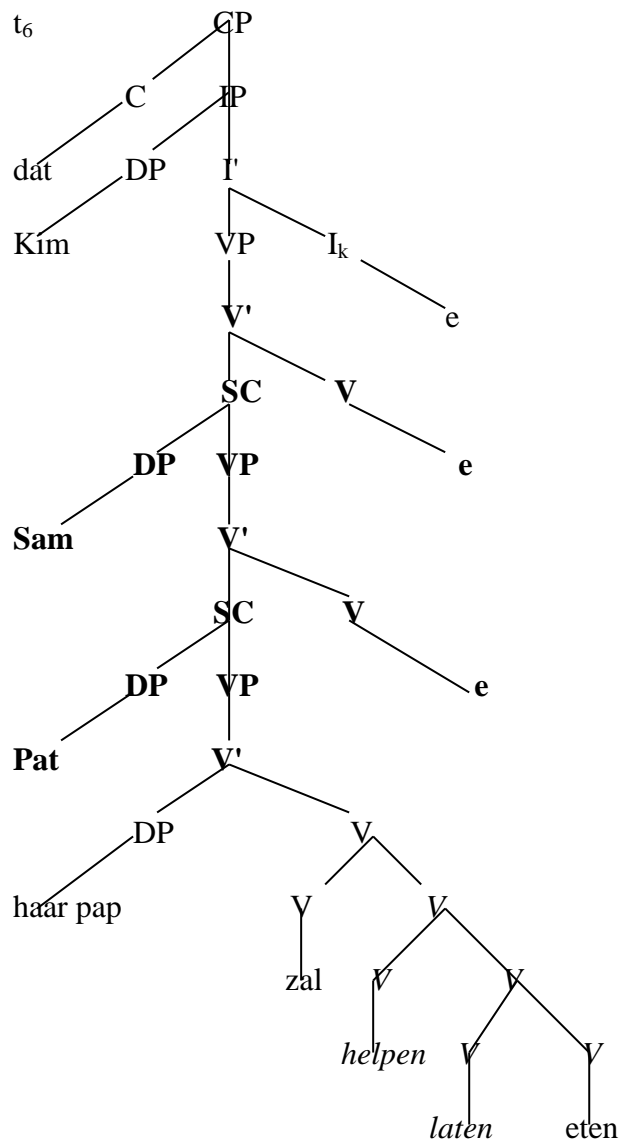 t₆ CP
C IP
dat DP I'
Kim VP Iₖ
V' e
SC V
DP VP e
Sam V'
SC V
DP VP e
Pat V'
DP V
haar pap V V
zal V V
helpen V V
laten eten